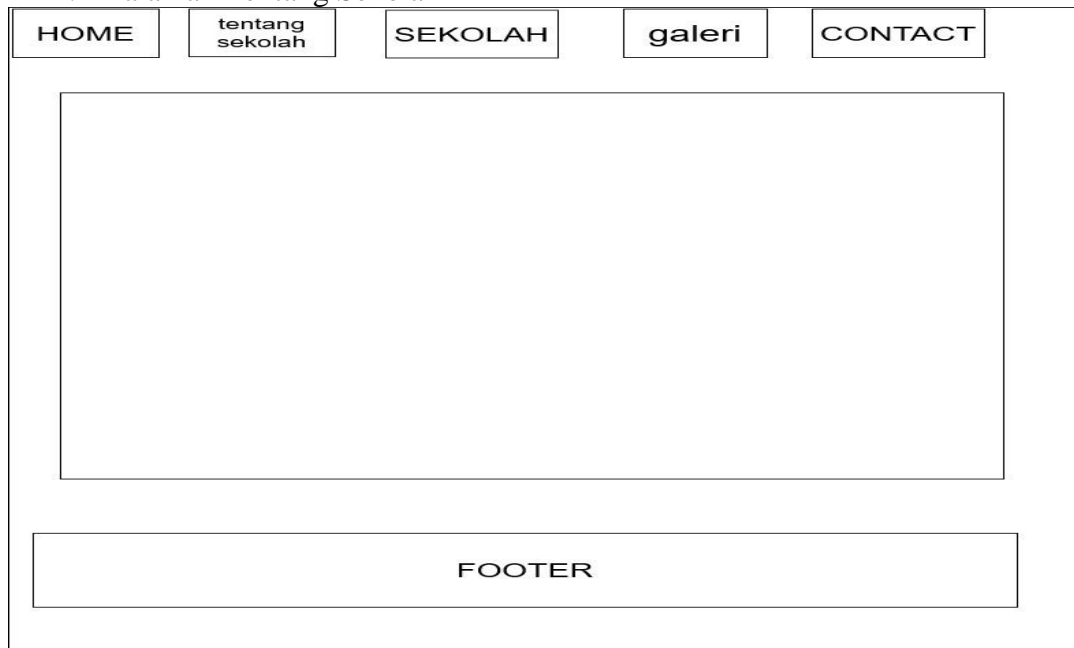 HOME
tentang
sekolah
SEKOLAH
galeri
CONTACT
FOOTER